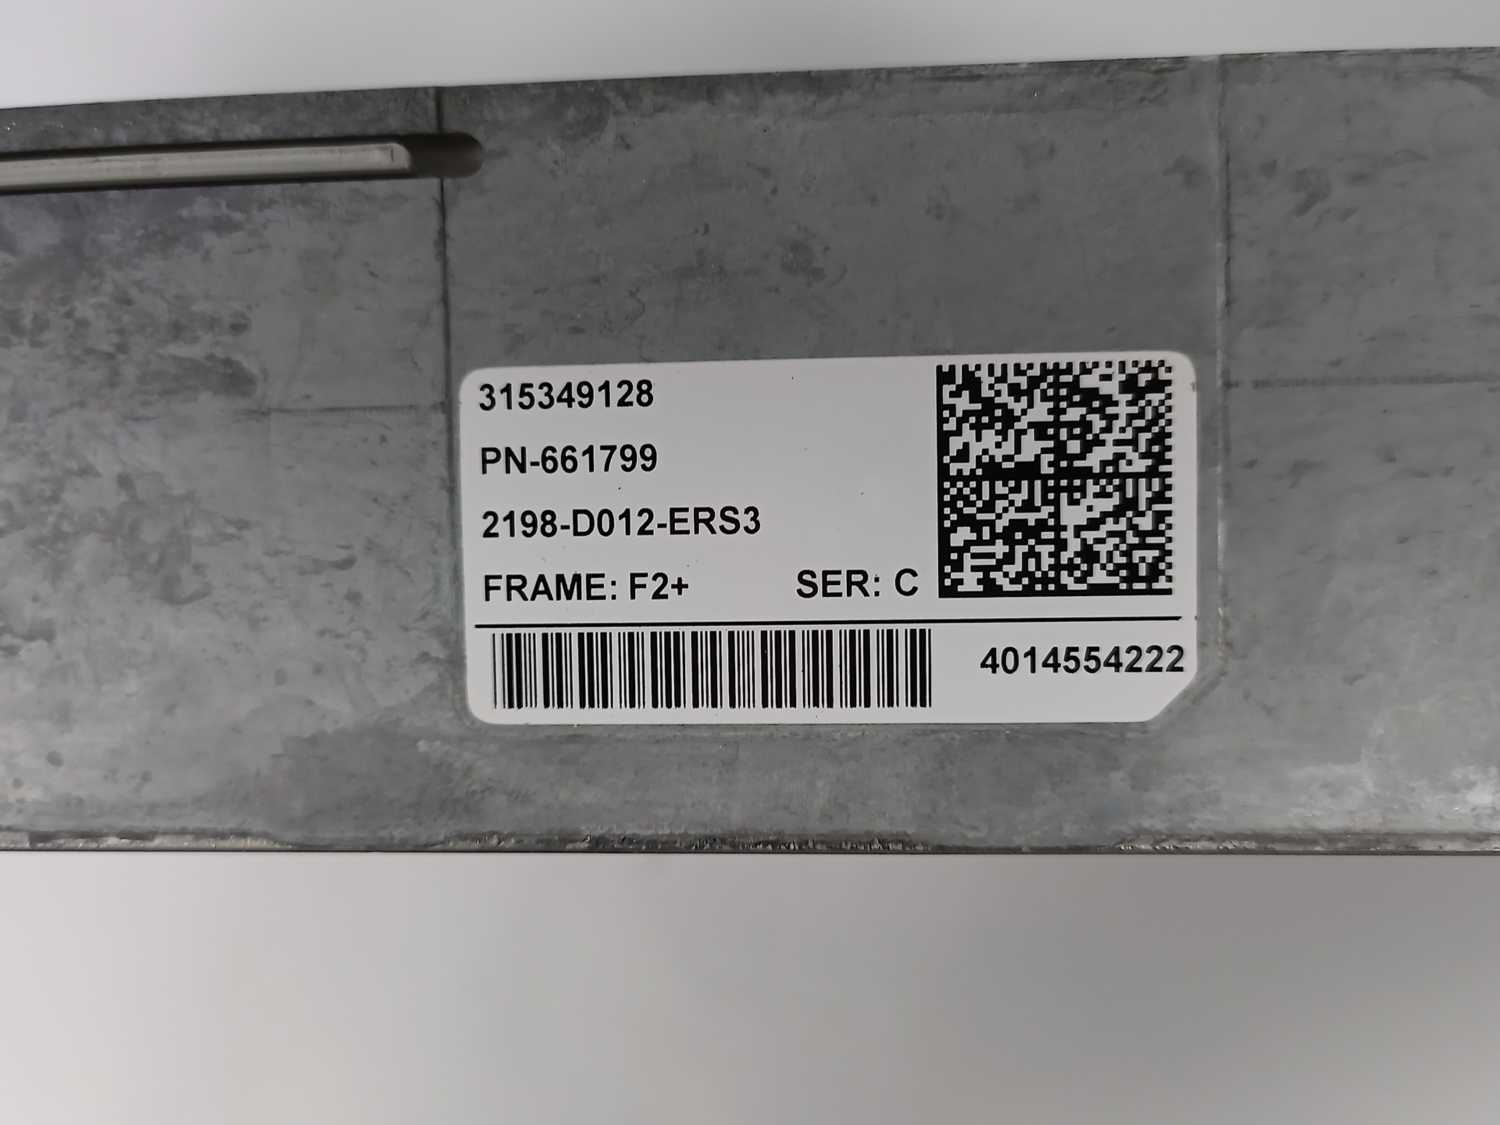 315349128
PN-661799
2198-D012-ERS3
FRAME: F2+ SER: C
4014554222